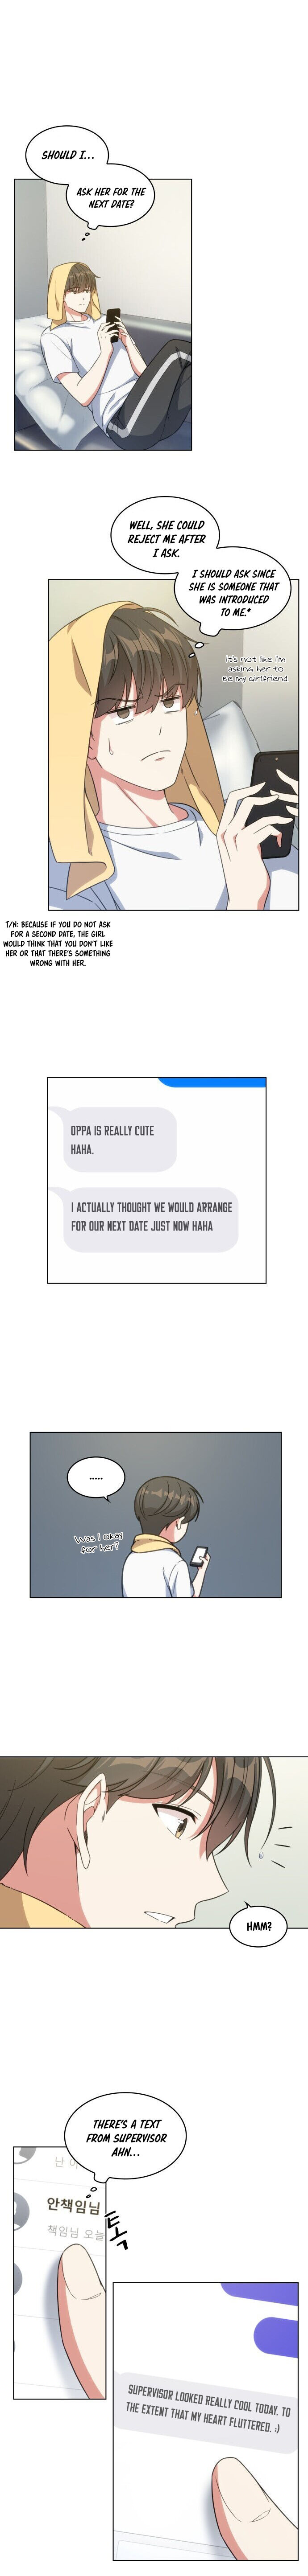 SHOULD I...
ASK HER FOR THE
NEXT DATE?
WELL, SHE COULD
REJECT ME AFTER
I ASK.
I SHOULD ASK SINCE
SHE IS SOMEONE THAT
WAS INTRODUCED
TO ME.*
It's not like I'm
asking her to
be my girlfriend
T/N: BECAUSE IF YOU DO NOT ASK
FOR A SECOND DATE, THE GIRL
WOULD THINK THAT YOU DON'T LIKE
HER OR THAT THERE'S SOMETHING
WRONG WITH HER.
OPPA IS REALLY CUTE
HAHA.
I ACTUALLY THOUGHT WE WOULD ARRANGE
FOR OUR NEXT DATE JUST NOW HAHA
.....
Was I okay
for her?
HMM?
THERE'S A TEXT
FROM SUPERVISOR
AHN...
난
안책임님
책임님 오늘
토톡
SUPERVISOR LOOKED REALLY COOL TODAY. TO
THE EXTENT THAT MY HEART FLUTTERED. :)